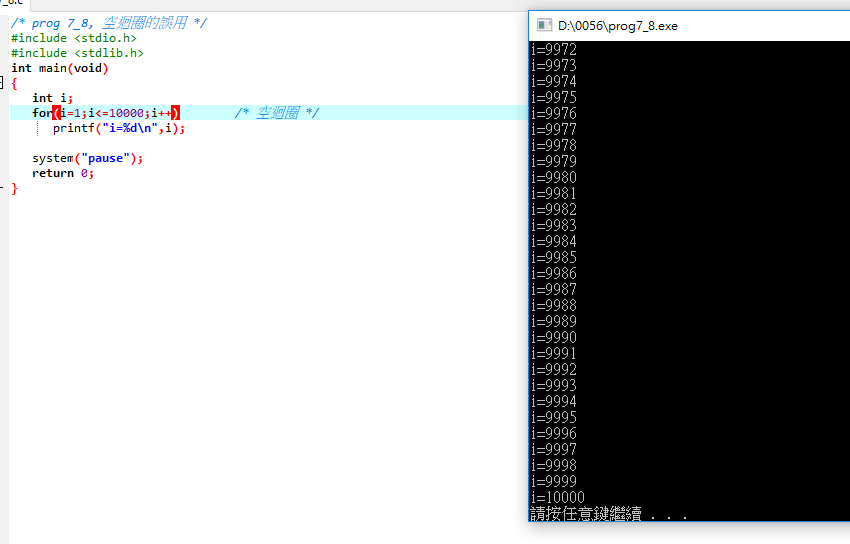 /* prog 7_8, 空迴圈的誤用 */
#include <stdio.h>
#include <stdlib.h>
int main(void)
{
int i;
for(i=1;i<=10000;i++) /* 空迴圈 */
printf("i=%d\n",i);
system("pause");
return 0;
}
D:\0056\prog7_8.exe
i=9972
i=9973
i=9974
i=9975
i=9976
i=9977
i=9978
i=9979
i=9980
i=9981
i=9982
i=9983
i=9984
i=9985
i=9986
i=9987
i=9988
i=9989
i=9990
i=9991
i=9992
i=9993
i=9994
i=9995
i=9996
i=9997
i=9998
i=9999
i=10000
請按任意鍵繼續 . . .